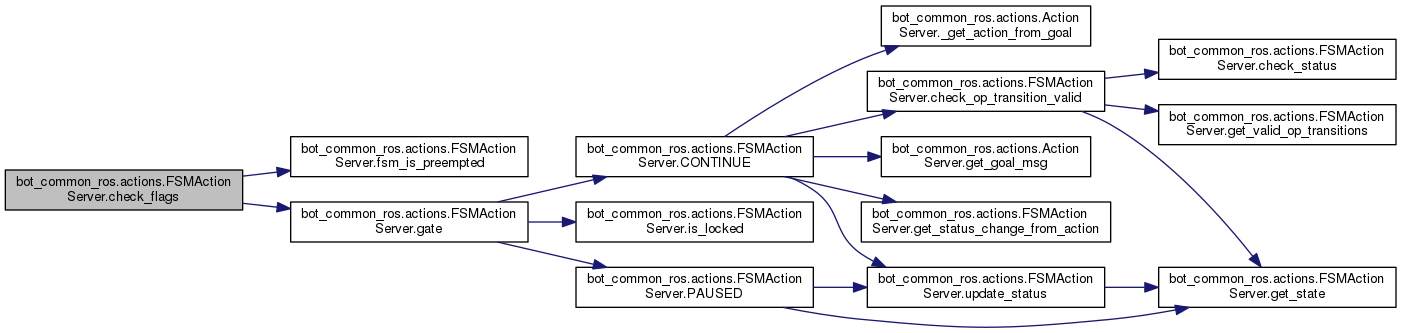 bot_common_ros.actions.FSMAction
Server.check_flags
bot_common_ros.actions.FSMAction
Server.fsm_is_preempted
bot_common_ros.actions.FSMAction
Server.gate
bot_common_ros.actions.FSMAction
Server.CONTINUE
bot_common_ros.actions.FSMAction
Server.is_locked
bot_common_ros.actions.FSMAction
Server.PAUSED
bot_common_ros.actions.Action
Server._get_action_from_goal
bot_common_ros.actions.FSMAction
Server.check_op_transition_valid
bot_common_ros.actions.Action
Server.get_goal_msg
bot_common_ros.actions.FSMAction
Server.get_status_change_from_action
bot_common_ros.actions.FSMAction
Server.update_status
bot_common_ros.actions.FSMAction
Server.check_status
bot_common_ros.actions.FSMAction
Server.get_valid_op_transitions
bot_common_ros.actions.FSMAction
Server.get_state